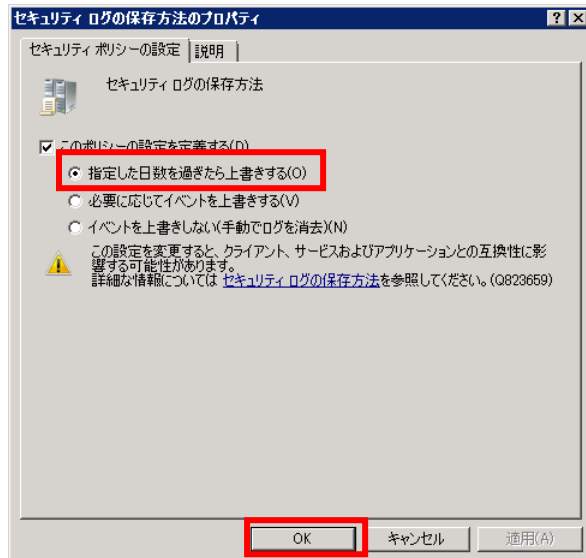 セキュリティ ログの保存方法のプロパティ
セキュリティ ポリシーの設定
説明
セキュリティ ログの保存方法
このポリシーの設定を定義する(D)
指定した日数を過ぎたら上書きする(O)
必要に応じてイベントを上書きする(V)
イベントを上書きしない(手動でログを消去)(N)
この設定を変更すると、クライアント、サービスおよびアプリケーションとの互換性に影
響する可能性があります。
詳細な情報については セキュリティ ログの保存方法を参照してください。(Q823659)
OK
キャンセル
適用(A)